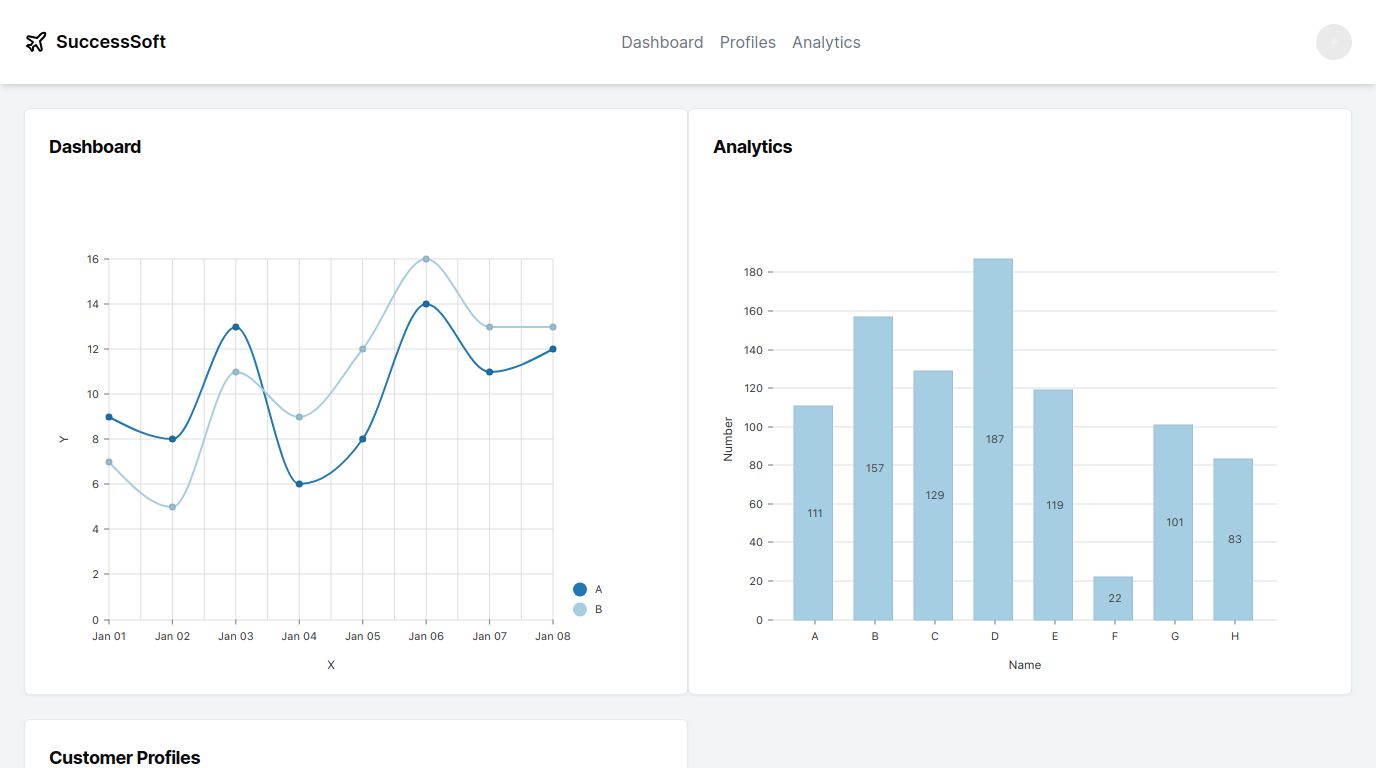 SuccessSoft
Dashboard Profiles Analytics
Dashboard
16
14
12
10
8
6
4
2
0
Y
Jan 01 Jan 02 Jan 03 Jan 04 Jan 05 Jan 06 Jan 07 Jan 08
X
A
B
Analytics
180
160
140
120
100
80
60
40
20
0
Number
111
157
129
187
119
22
101
83
A B C D E F G H
Name
Customer Profiles